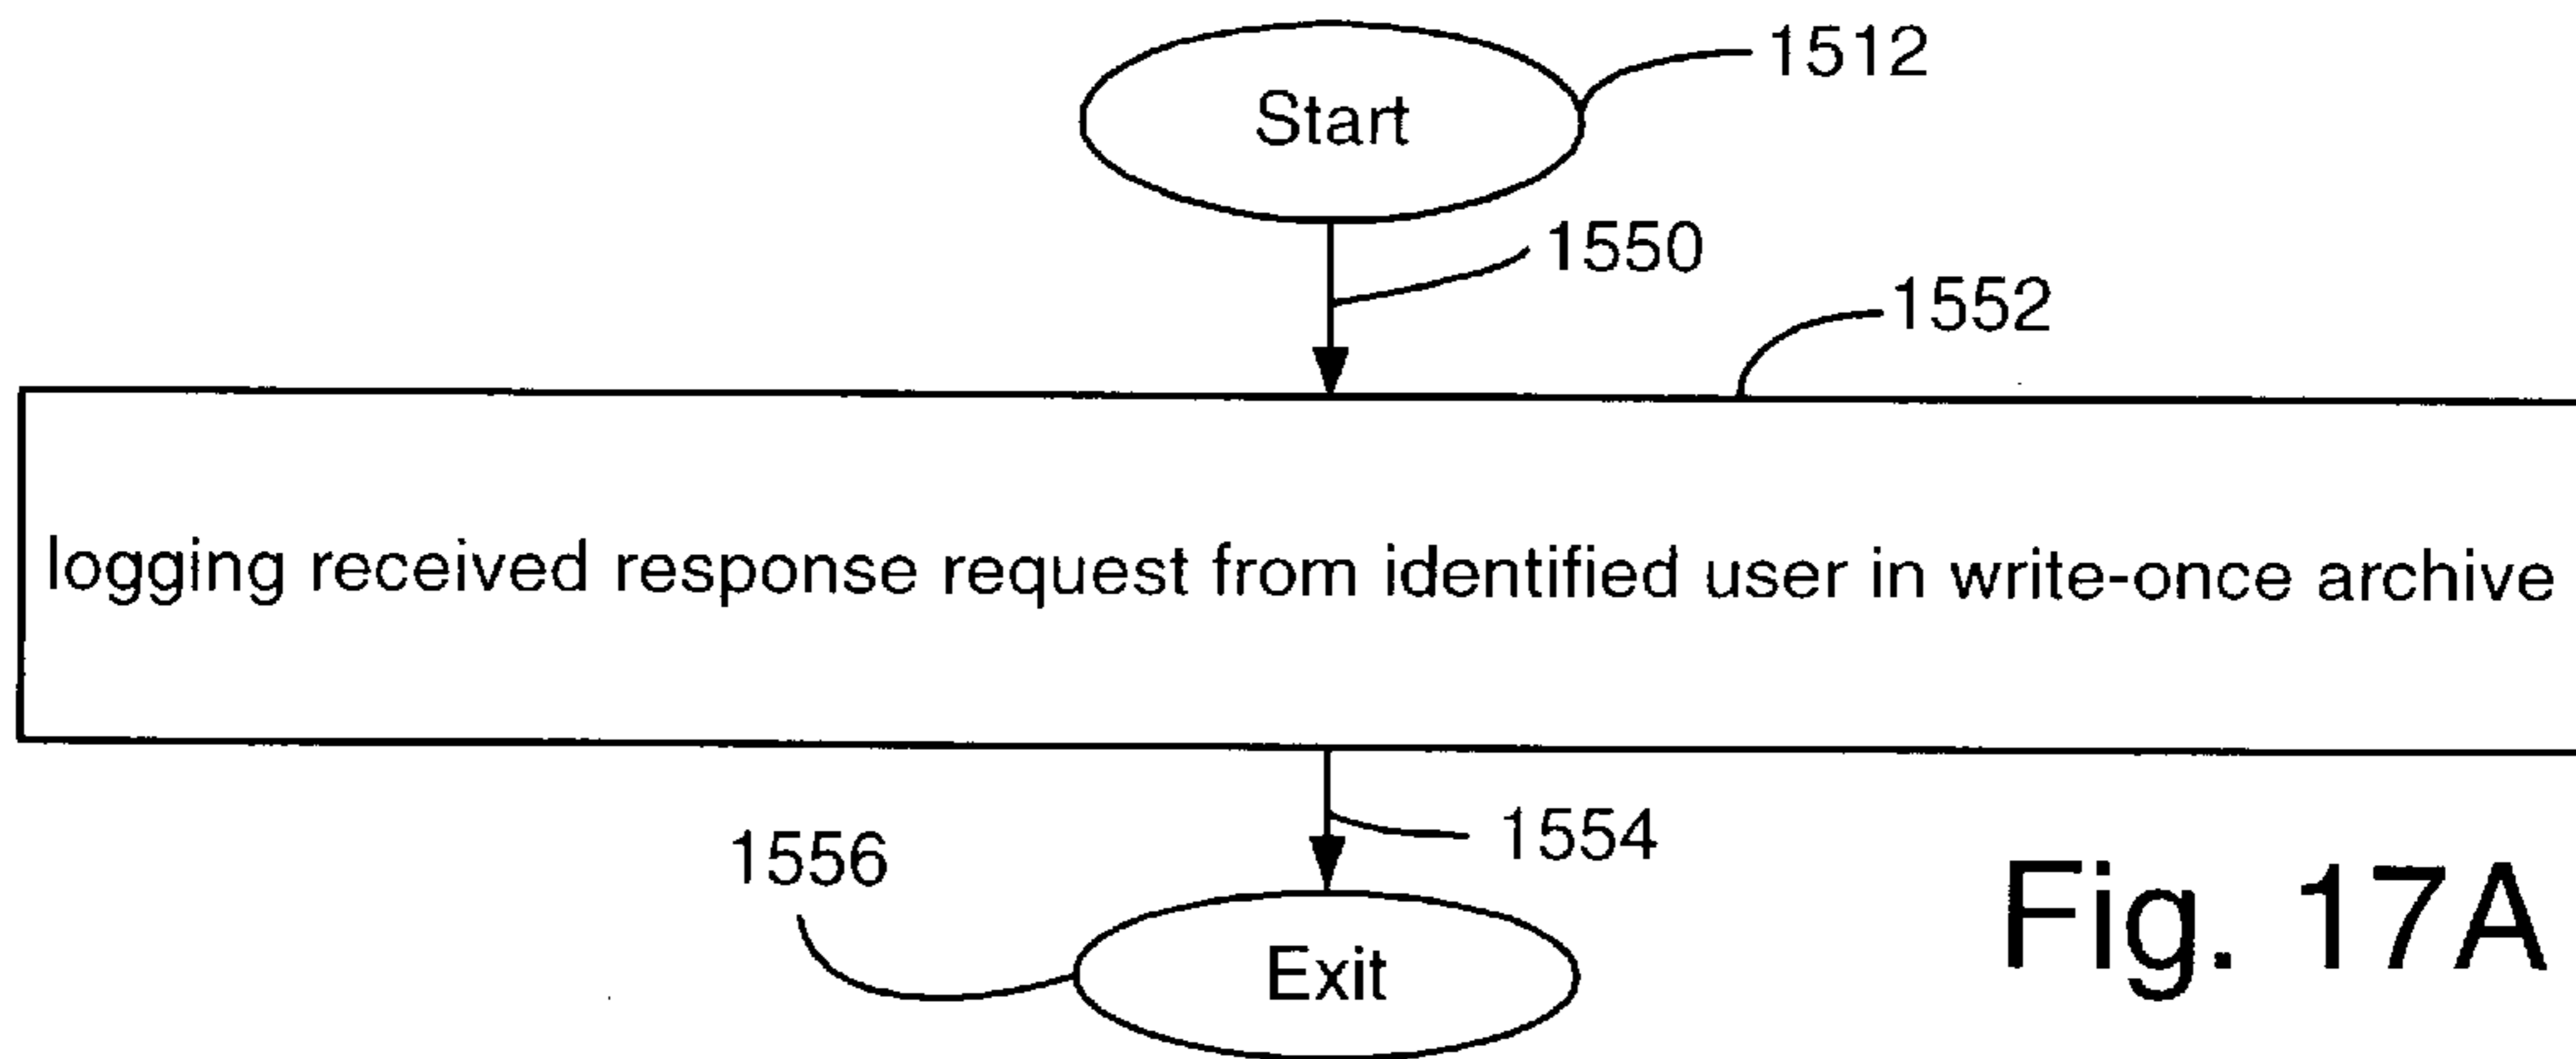 1512
Start
1550
1552
logging received response request from identified user in write-once archive
1554
1556
Exit
Fig. 17A